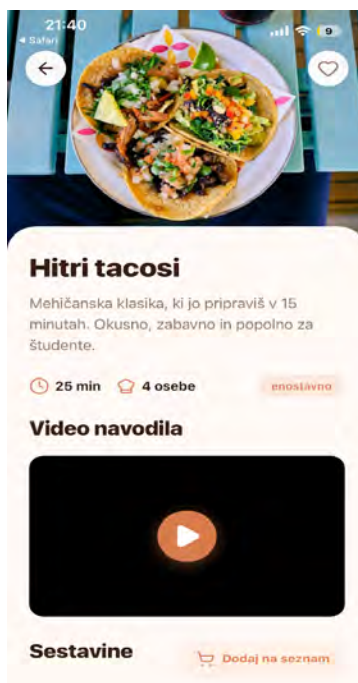 21:40
9
◀ Safari
Hitri tacosi
Mehičanska klasika, ki jo pripraviš v 15
minutah. Okusno, zabavno in popolno za
študente.
25 min 4 osebe enostavno
Video navodila
Sestavine Dodaj na seznam